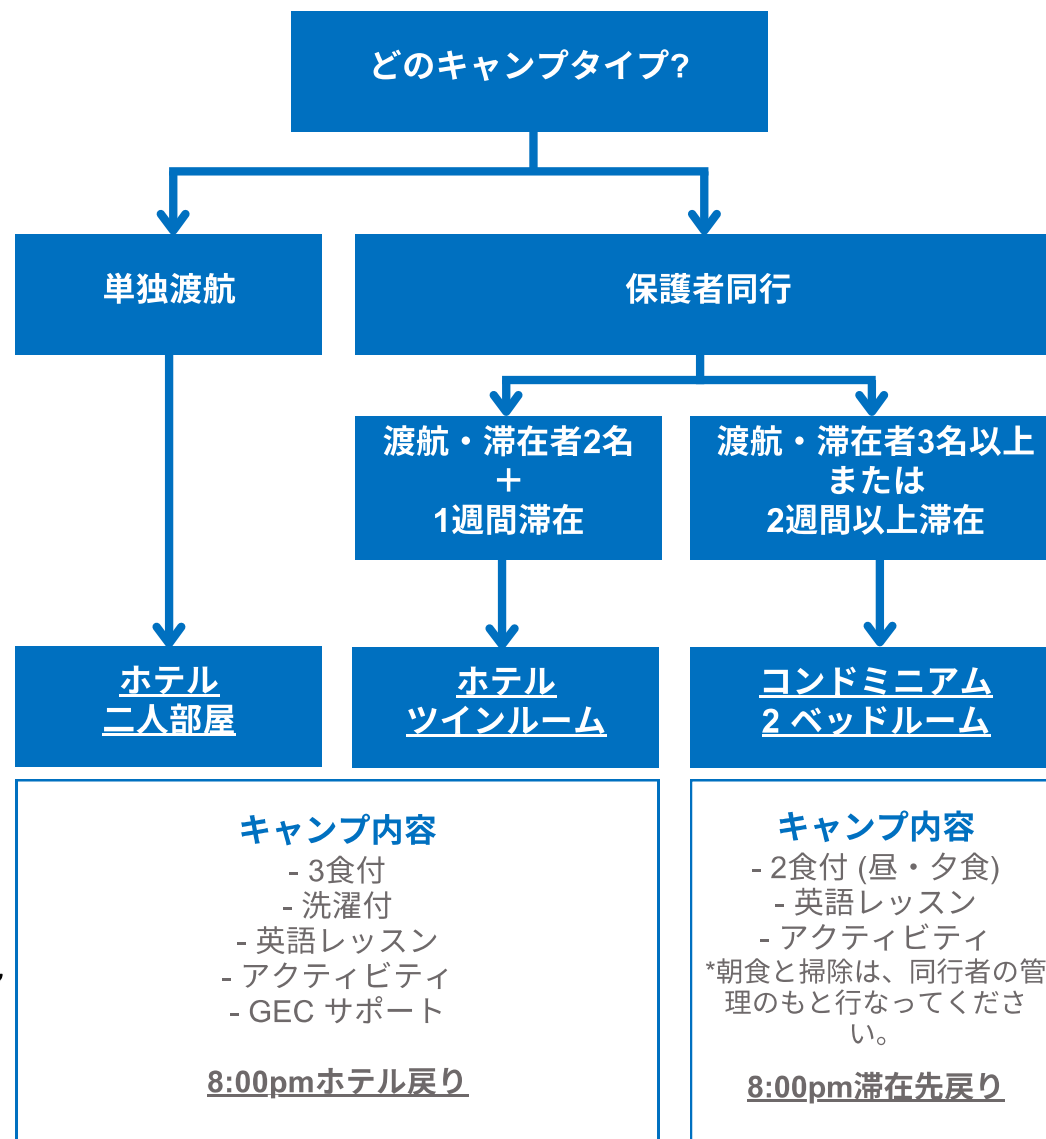 どのキャンプタイプ?
単独渡航
保護者同行
渡航・滞在者2名
＋
1週間滞在
渡航・滞在者3名以上
または
2週間以上滞在
ホテル
二人部屋
ホテル
ツインルーム
コンドミニアム
2 ベッドルーム
キャンプ内容
- 3食付
- 洗濯付
- 英語レッスン
- アクティビティ
- GEC サポート
8:00pmホテル戻り
キャンプ内容
- 2食付 (昼・夕食)
- 英語レッスン
- アクティビティ
*朝食と掃除は、同行者の管
理のもと行なってくださ
い。
8:00pm滞在先戻り